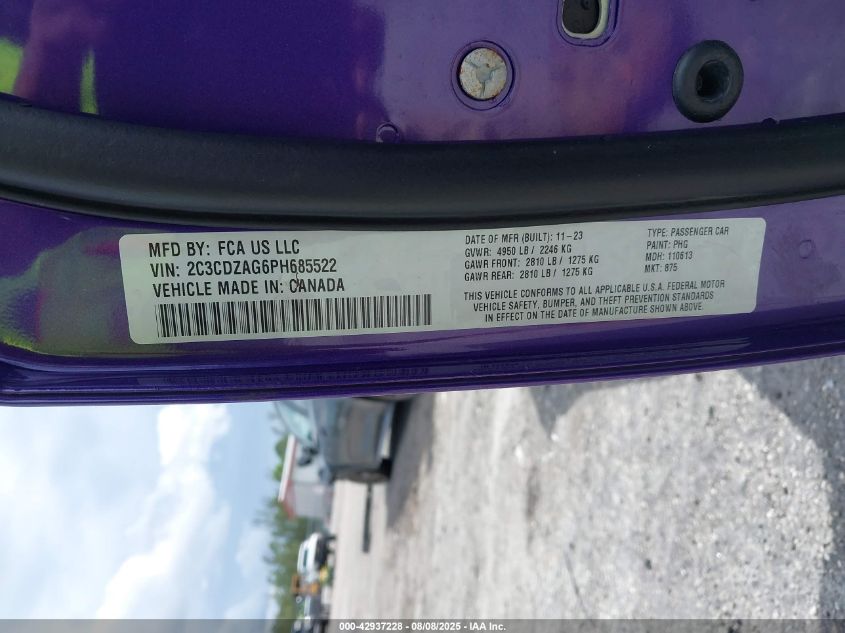 MFD BY: FCA US LLC
VIN: 2C3CDZAG6PH685522
VEHICLE MADE IN: CANADA
DATE OF MFR (BUILT): 11-23
GVWR: 4950 LB / 2246 KG
GAWR FRONT: 2810 LB / 1275 KG
GAWR REAR: 2810 LB / 1275 KG
TYPE: PASSENGER CAR
PAINT: PHG
MDH: 110613
MKT: 875
THIS VEHICLE CONFORMS TO ALL APPLICABLE U.S.A. FEDERAL MOTOR
VEHICLE SAFETY, BUMPER, AND THEFT PREVENTION STANDARDS
IN EFFECT ON THE DATE OF MANUFACTURE SHOWN ABOVE.
000-42937228 - 08/08/2025 - IAA Inc.